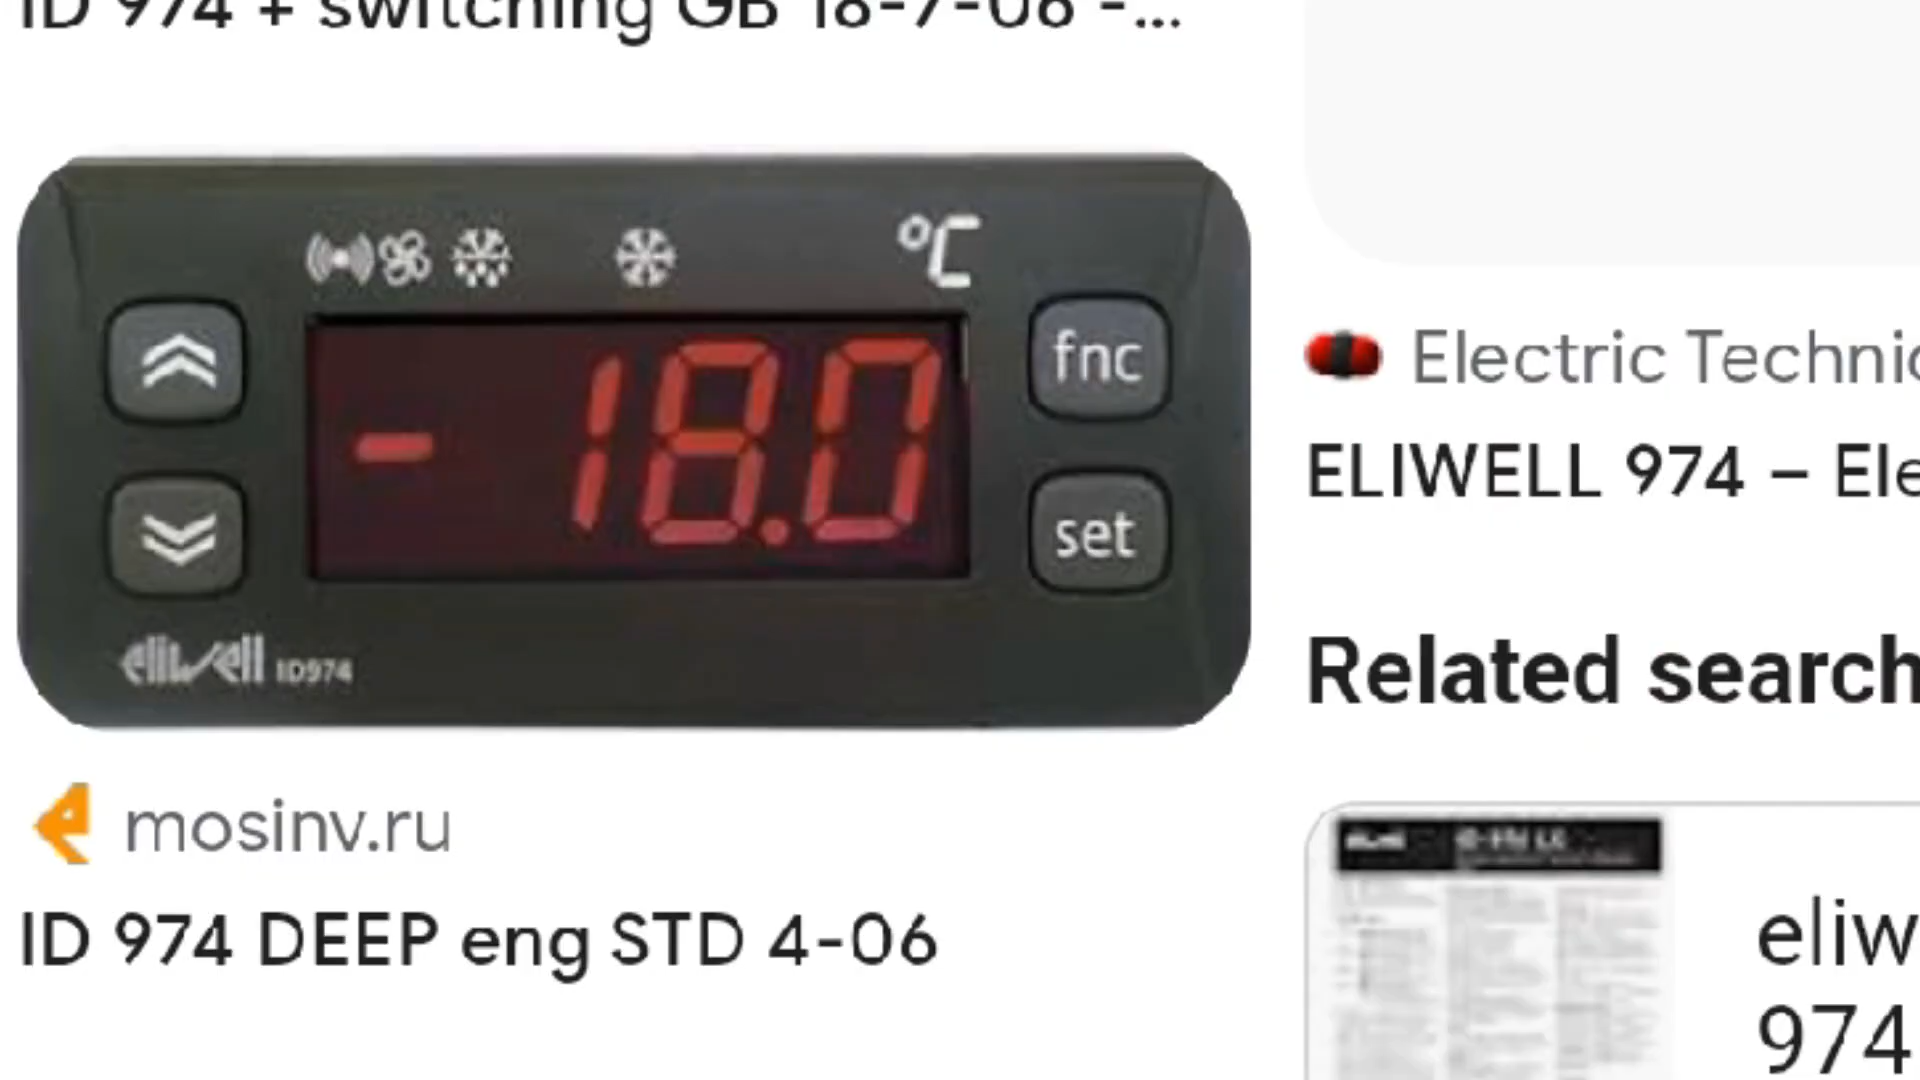 ID 974 + switching GB 18-7-06 -...
°C
fnc
-18.0
set
eliwell ID974
mosinv.ru
ID 974 DEEP eng STD 4-06
Electric Technic
ELIWELL 974 – Ele
Related search
eliw
974